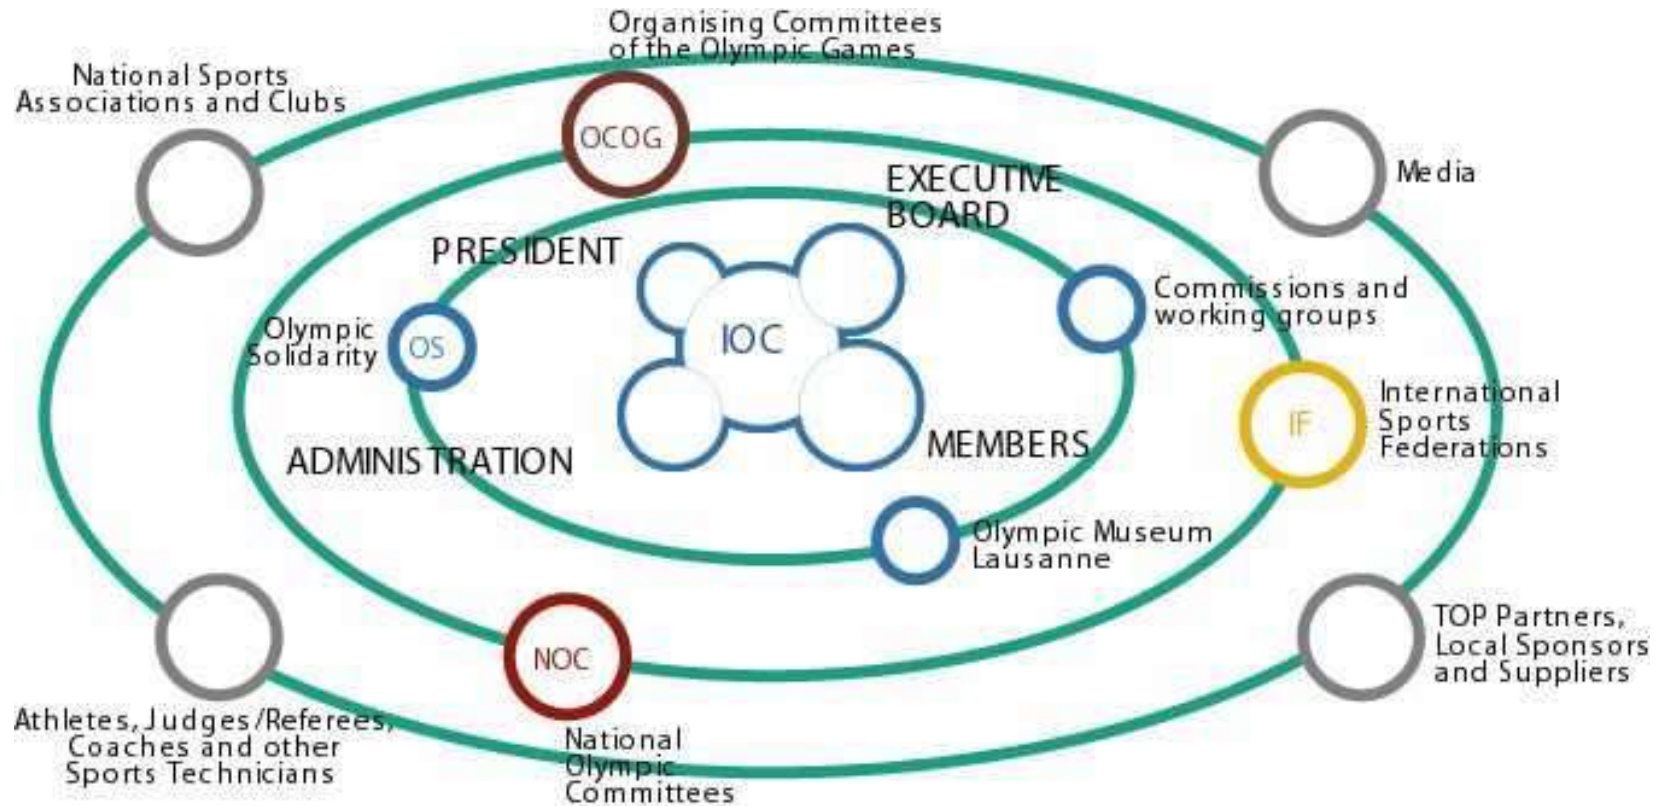 Organising Committees
of the Olympic Games
National Sports
Associations and Clubs
OCOG
Media
EXECUTIVE
BOARD
PRESIDENT
Commissions and
working groups
Olympic
Solidarity
OS
IOC
International
Sports
Federations
IF
MEMBERS
ADMINISTRATION
Olympic Museum
Lausanne
TOP Partners,
Local Sponsors
and Suppliers
NOC
Athletes, Judges/Referees,
Coaches and other
Sports Technicians
National
Olympic
Committees